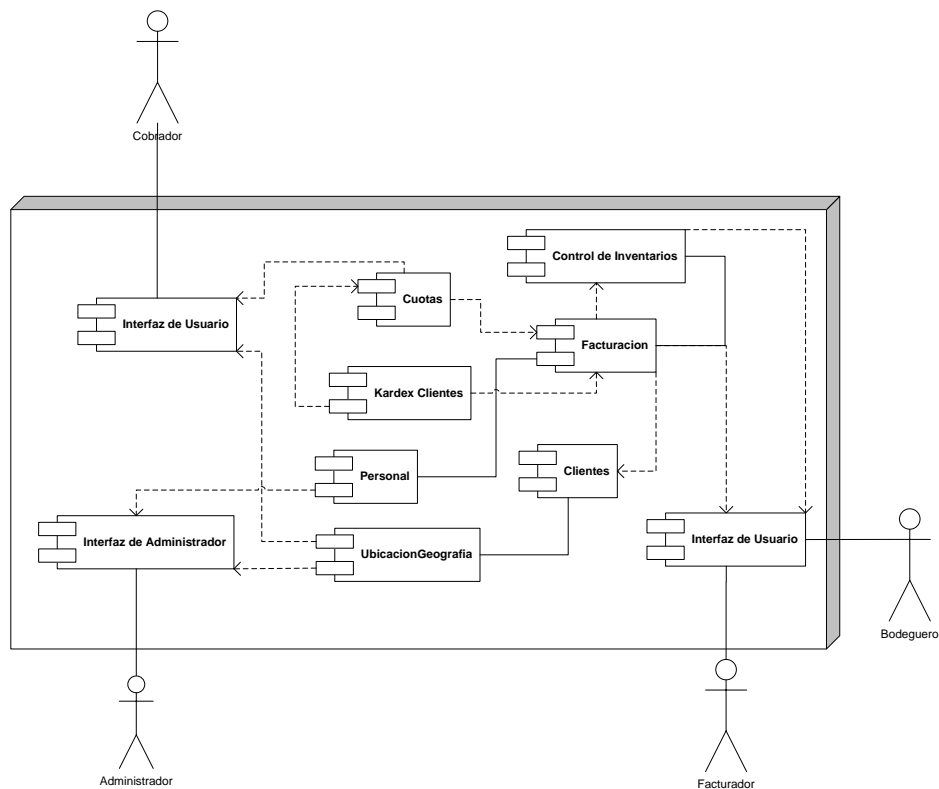 Cobrador
Control de Inventarios
Cuotas
Interfaz de Usuario
Facturacion
Kardex Clientes
Personal
Clientes
Interfaz de Administrador
UbicacionGeografia
Interfaz de Usuario
Bodeguero
Administrador
Facturador